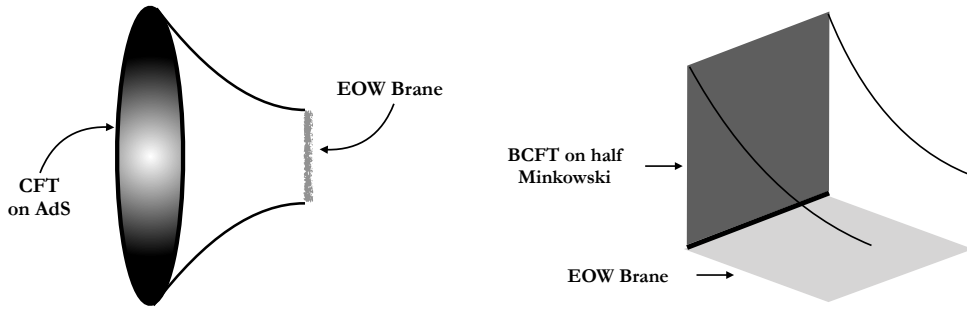 EOW Brane
CFT
on AdS
BCFT on half
Minkowski
EOW Brane